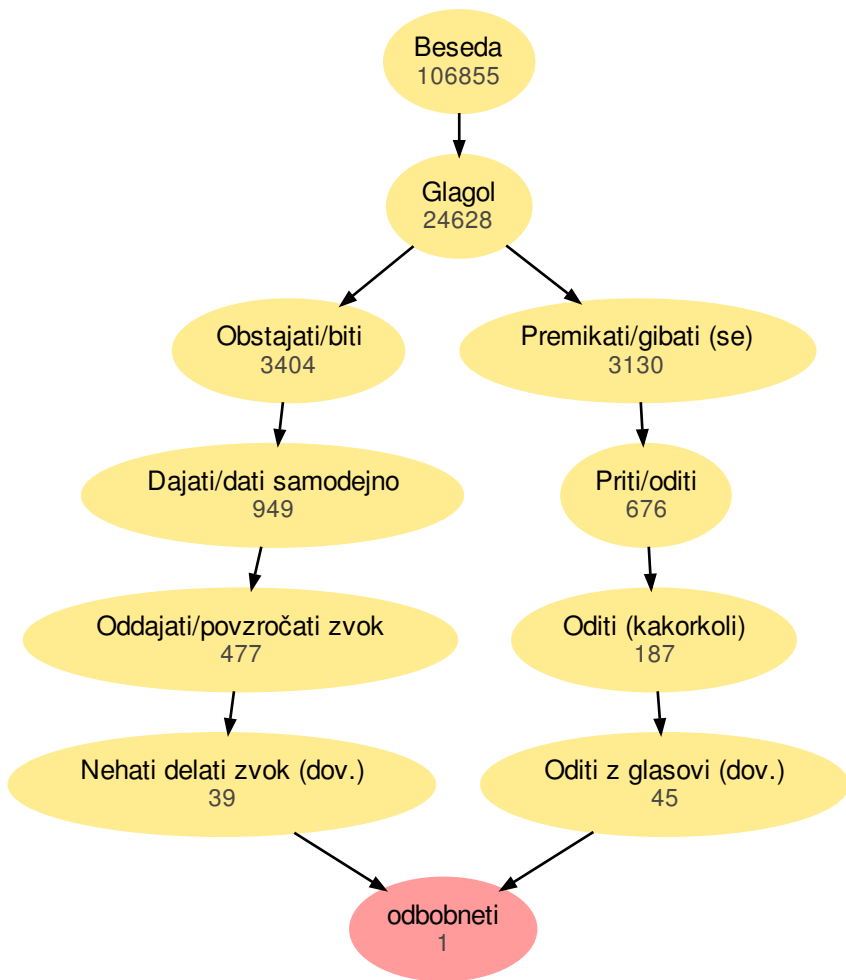 Beseda
106855
Glagol
24628
Obstajati/biti
3404
Premikati/gibati (se)
3130
Dajati/dati samodejno
949
Priti/oditi
676
Oddajati/povzročati zvok
477
Oditi (kakorkoli)
187
Nehati delati zvok (dov.)
39
Oditi z glasovi (dov.)
45
odbobneti
1